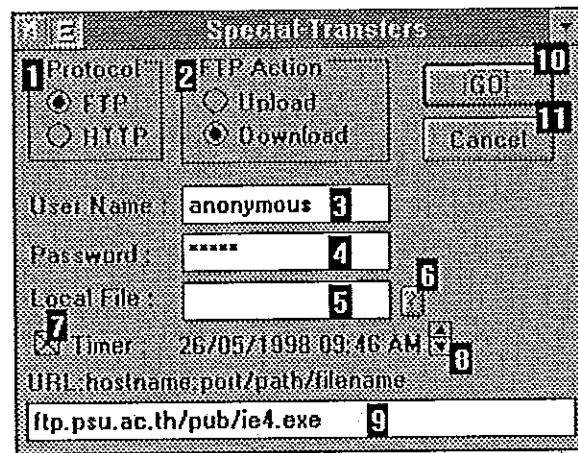 M E Special Transfers
1 Protocol 2 FTP Action 10
FTP Upload GO!
HTTP Download 11 Cancel
User Name : anonymous 3
Password : ***** 4
Local File : 5 ? 6
7 Timer : 26/05/1998 09:46 AM 8
URL:hostname:port/path/filename
ftp.psu.ac.th/pub/ie4.exe 9